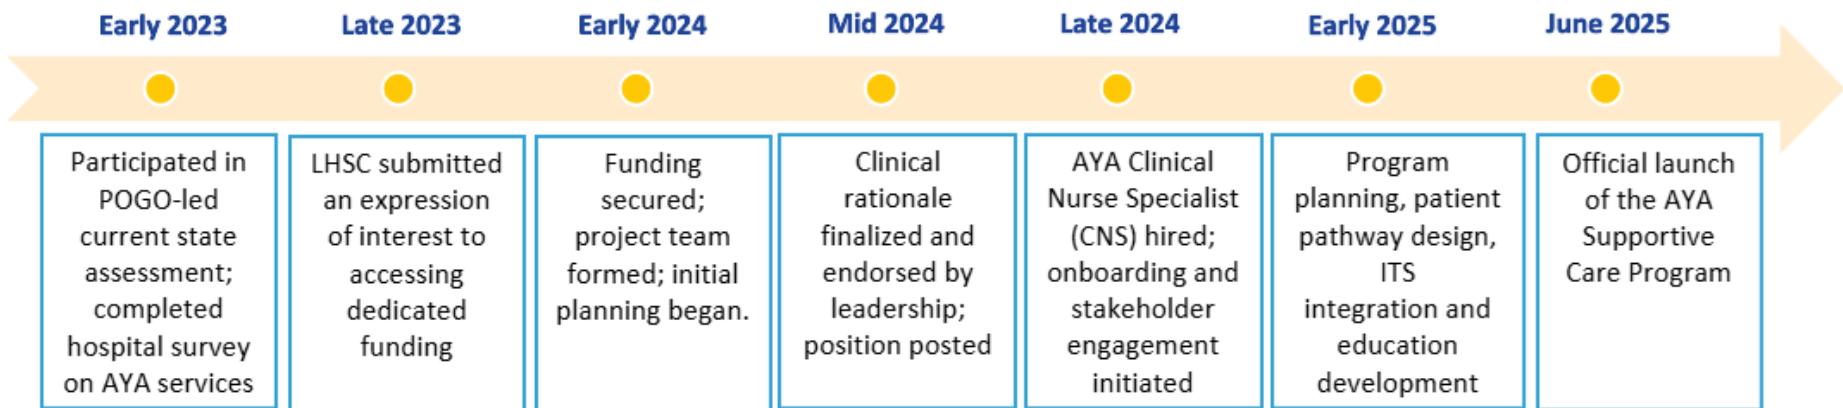 Early 2023
Late 2023
Early 2024
Mid 2024
Late 2024
Early 2025
June 2025
Participated in
POGO-led
current state
assessment;
completed
hospital survey
on AYA services
LHSC submitted
an expression
of interest to
accessing
dedicated
funding
Funding
secured;
project team
formed; initial
planning began.
Clinical
rationale
finalized and
endorsed by
leadership;
position posted
AYA Clinical
Nurse Specialist
(CNS) hired;
onboarding and
stakeholder
engagement
initiated
Program
planning, patient
pathway design,
ITS
integration and
education
development
Official launch
of the AYA
Supportive
Care Program